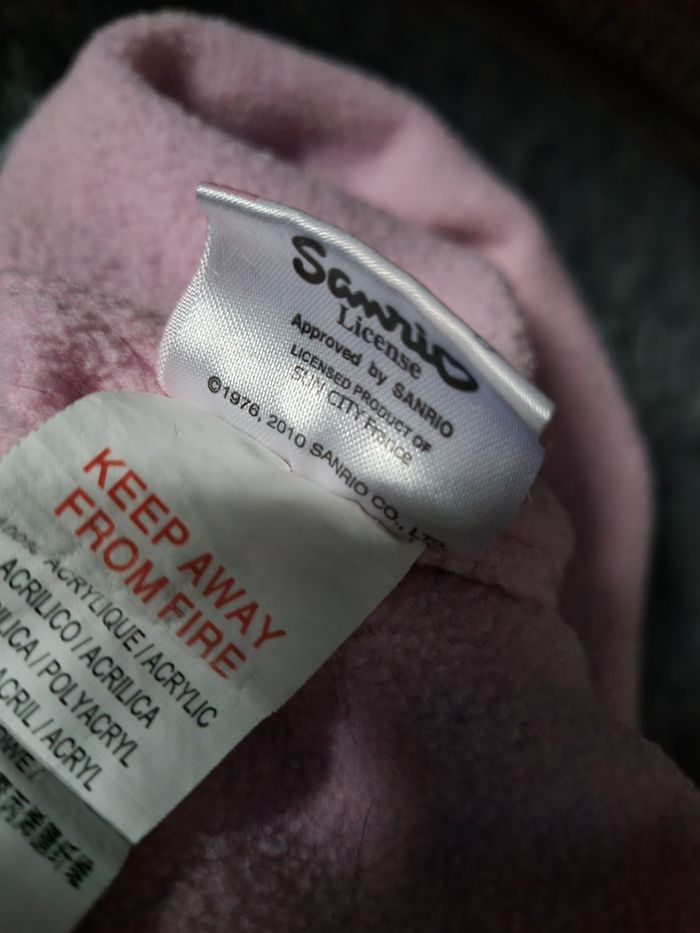 Sanrio
License
Approved by SANRIO
LICENSED PRODUCT OF
SUN CITY France
©1976, 2010 SANRIO CO., LTD.
KEEP AWAY
FROM FIRE
ACRYLIQUE / ACRYLIC
ACRILICO / ACRILICA
/ POLYACRYL
/ ACRYL